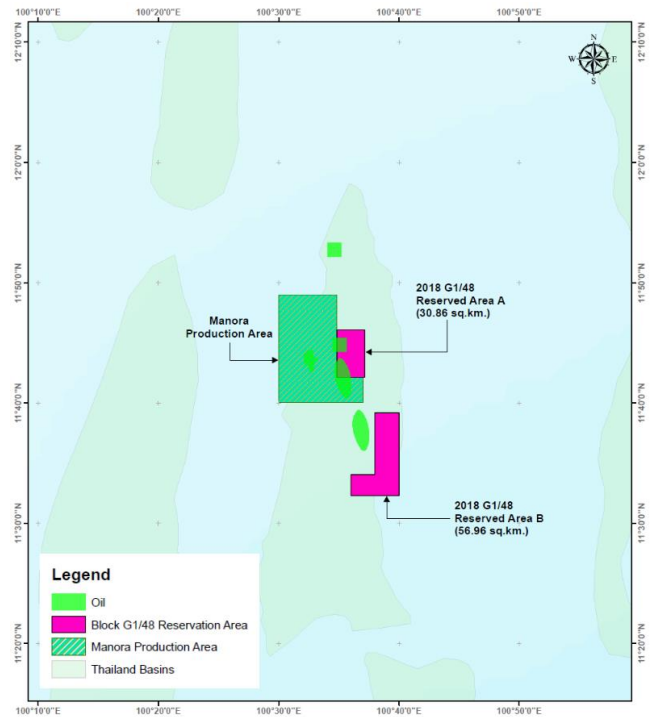 100°10'0"E 100°20'0"E 100°30'0"E 100°40'0"E 100°50'0"E
12°10'0"N 12°10'0"N
N
W E
S
12°0'0"N 12°0'0"N
11°50'0"N 11°50'0"N
2018 G1/48
Reserved Area A
(30.86 sq.km.)
Manora
Production Area
11°40'0"N 11°40'0"N
11°30'0"N 11°30'0"N
2018 G1/48
Reserved Area B
(56.96 sq.km.)
Legend
Oil
Block G1/48 Reservation Area
Manora Production Area
Thailand Basins
11°20'0"N 11°20'0"N
100°10'0"E 100°20'0"E 100°30'0"E 100°40'0"E 100°50'0"E